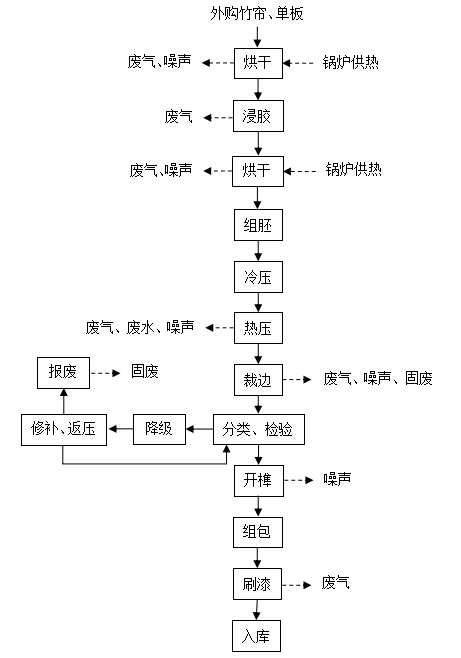 外购竹帘、单板
废气、噪声
烘干
锅炉供热
废气
浸胶
废气、噪声
烘干
锅炉供热
组胚
冷压
废气、废水、噪声
热压
报废
固废
裁边
废气、噪声、固废
修补、返压
降级
分类、检验
开榫
噪声
组包
刷漆
废气
入库